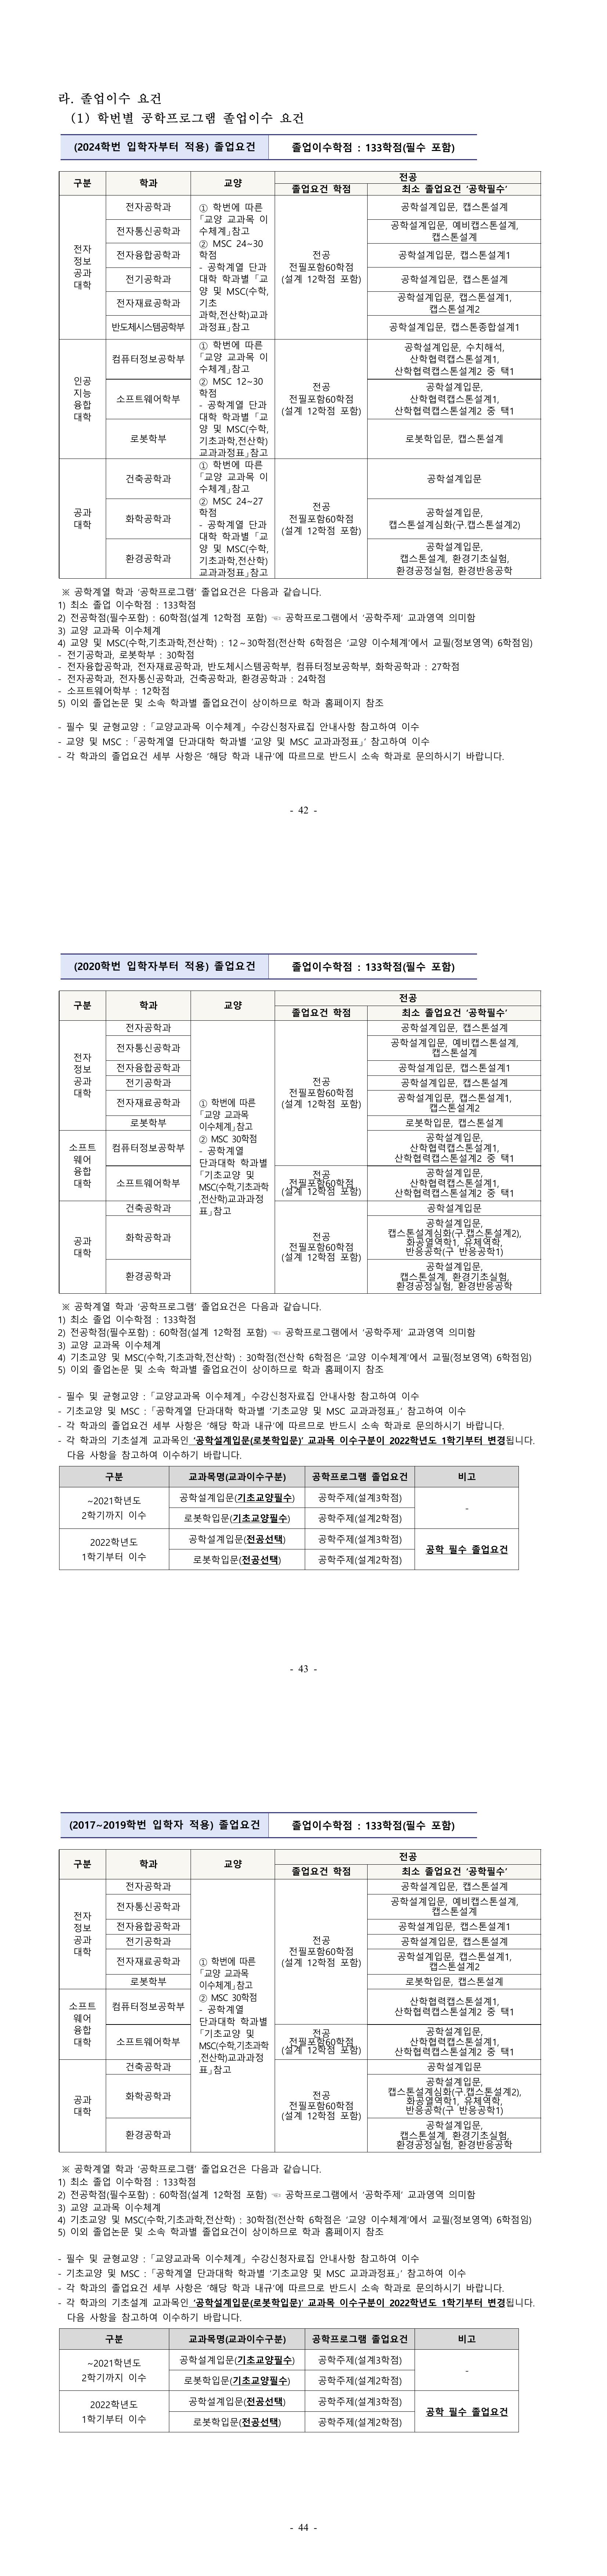 라. 졸업이수 요건
(1) 학번별 공학프로그램 졸업이수 요건
(2024학번 입학자부터 적용) 졸업요건 졸업이수학점 : 133학점(필수 포함)
구분 학과 교양 전공
졸업요건 학점 최소 졸업요건 '공학필수'
전자
정보
공과
대학
전자공학과
전자통신공학과
전자융합공학과
전기공학과
전자재료공학과
반도체시스템공학부
① 학번에 따른
「교양 교과목 이
수체계」참고
② MSC 24~30
학점
- 공학계열 단과
대학 학과별「교
양 및 MSC(수학,
기초
과학,전산학)교과
과정표」참고
전공
전필포함60학점
(설계 12학점 포함)
공학설계입문, 캡스톤설계
공학설계입문, 예비캡스톤설계,
캡스톤설계
공학설계입문, 캡스톤설계1
공학설계입문, 캡스톤설계
공학설계입문, 캡스톤설계1,
캡스톤설계2
공학설계입문, 캡스톤종합설계1
인공
지능
융합
대학
컴퓨터정보공학부
소프트웨어학부
로봇학부
① 학번에 따른
「교양 교과목 이
수체계」참고
② MSC 12~30
학점
- 공학계열 단과
대학 학과별「교
양 및 MSC(수학,
기초과학,전산학)
교과과정표」참고
전공
전필포함60학점
(설계 12학점 포함)
공학설계입문, 수치해석,
산학협력캡스톤설계1,
산학협력캡스톤설계2 중 택1
공학설계입문,
산학협력캡스톤설계1,
산학협력캡스톤설계2 중 택1
로봇학입문, 캡스톤설계
공과
대학
건축공학과
화학공학과
환경공학과
① 학번에 따른
「교양 교과목 이
수체계」참고
② MSC 24~27
학점
- 공학계열 단과
대학 학과별「교
양 및 MSC(수학,
기초과학,전산학)
교과과정표」참고
전공
전필포함60학점
(설계 12학점 포함)
공학설계입문
공학설계입문,
캡스톤설계심화(구.캡스톤설계2)
공학설계입문,
캡스톤설계, 환경기초실험,
환경공정실험, 환경반응공학
※ 공학계열 학과 '공학프로그램' 졸업요건은 다음과 같습니다.
1) 최소 졸업 이수학점 : 133학점
2) 전공학점(필수포함) : 60학점(설계 12학점 포함) ☜ 공학프로그램에서 '공학주제' 교과영역 의미함
3) 교양 교과목 이수체계
4) 교양 및 MSC(수학,기초과학,전산학) : 12～30학점(전산학 6학점은 '교양 이수체계'에서 교필(정보영역) 6학점임)
- 전기공학과, 로봇학부 : 30학점
- 전자융합공학과, 전자재료공학과, 반도체시스템공학부, 컴퓨터정보공학부, 화학공학과 : 27학점
- 전자공학과, 전자통신공학과, 건축공학과, 환경공학과 : 24학점
- 소프트웨어학부 : 12학점
5) 이외 졸업논문 및 소속 학과별 졸업요건이 상이하므로 학과 홈페이지 참조
- 필수 및 균형교양 :「교양교과목 이수체계」수강신청자료집 안내사항 참고하여 이수
- 교양 및 MSC :「공학계열 단과대학 학과별 '교양 및 MSC 교과과정표」' 참고하여 이수
- 각 학과의 졸업요건 세부 사항은 '해당 학과 내규'에 따르므로 반드시 소속 학과로 문의하시기 바랍니다.
- 42 -
(2020학번 입학자부터 적용) 졸업요건 졸업이수학점 : 133학점(필수 포함)
구분 학과 교양 전공
졸업요건 학점 최소 졸업요건 '공학필수'
전자
정보
공과
대학
전자공학과
전자통신공학과
전자융합공학과
전기공학과
전자재료공학과
로봇학부
소프트
웨어
융합
대학
컴퓨터정보공학부
소프트웨어학부
공과
대학
건축공학과
화학공학과
환경공학과
① 학번에 따른
「교양 교과목
이수체계」참고
② MSC 30학점
- 공학계열
단과대학 학과별
「기초교양 및
MSC(수학,기초과학
,전산학)교과과정
표」참고
전공
전필포함60학점
(설계 12학점 포함)
전공
전필포함60학점
(설계 12학점 포함)
전공
전필포함60학점
(설계 12학점 포함)
공학설계입문, 캡스톤설계
공학설계입문, 예비캡스톤설계,
캡스톤설계
공학설계입문, 캡스톤설계1
공학설계입문, 캡스톤설계
공학설계입문, 캡스톤설계1,
캡스톤설계2
로봇학입문, 캡스톤설계
공학설계입문,
산학협력캡스톤설계1,
산학협력캡스톤설계2 중 택1
공학설계입문,
산학협력캡스톤설계1,
산학협력캡스톤설계2 중 택1
공학설계입문
공학설계입문,
캡스톤설계심화(구.캡스톤설계2),
화공열역학1, 유체역학,
반응공학(구 반응공학1)
공학설계입문,
캡스톤설계, 환경기초실험,
환경공정실험, 환경반응공학
※ 공학계열 학과 '공학프로그램' 졸업요건은 다음과 같습니다.
1) 최소 졸업 이수학점 : 133학점
2) 전공학점(필수포함) : 60학점(설계 12학점 포함) ☜ 공학프로그램에서 '공학주제' 교과영역 의미함
3) 교양 교과목 이수체계
4) 기초교양 및 MSC(수학,기초과학,전산학) : 30학점(전산학 6학점은 '교양 이수체계'에서 교필(정보영역) 6학점임)
5) 이외 졸업논문 및 소속 학과별 졸업요건이 상이하므로 학과 홈페이지 참조
- 필수 및 균형교양 :「교양교과목 이수체계」수강신청자료집 안내사항 참고하여 이수
- 기초교양 및 MSC :「공학계열 단과대학 학과별 '기초교양 및 MSC 교과과정표」' 참고하여 이수
- 각 학과의 졸업요건 세부 사항은 '해당 학과 내규'에 따르므로 반드시 소속 학과로 문의하시기 바랍니다.
- 각 학과의 기초설계 교과목인 '공학설계입문(로봇학입문)' 교과목 이수구분이 2022학년도 1학기부터 변경됩니다.
다음 사항을 참고하여 이수하기 바랍니다.
구분 교과목명(교과이수구분) 공학프로그램 졸업요건 비고
~2021학년도
2학기까지 이수
공학설계입문(기초교양필수) 공학주제(설계3학점)
로봇학입문(기초교양필수) 공학주제(설계2학점)
-
2022학년도
1학기부터 이수
공학설계입문(전공선택) 공학주제(설계3학점)
로봇학입문(전공선택) 공학주제(설계2학점)
공학 필수 졸업요건
- 43 -
(2017~2019학번 입학자 적용) 졸업요건 졸업이수학점 : 133학점(필수 포함)
구분 학과 교양 전공
졸업요건 학점 최소 졸업요건 '공학필수'
전자
정보
공과
대학
전자공학과
전자통신공학과
전자융합공학과
전기공학과
전자재료공학과
로봇학부
소프트
웨어
융합
대학
컴퓨터정보공학부
소프트웨어학부
공과
대학
건축공학과
화학공학과
환경공학과
① 학번에 따른
「교양 교과목
이수체계」참고
② MSC 30학점
- 공학계열
단과대학 학과별
「기초교양 및
MSC(수학,기초과학
,전산학)교과과정
표」참고
전공
전필포함60학점
(설계 12학점 포함)
전공
전필포함60학점
(설계 12학점 포함)
전공
전필포함60학점
(설계 12학점 포함)
공학설계입문, 캡스톤설계
공학설계입문, 예비캡스톤설계,
캡스톤설계
공학설계입문, 캡스톤설계1
공학설계입문, 캡스톤설계
공학설계입문, 캡스톤설계1,
캡스톤설계2
로봇학입문, 캡스톤설계
산학협력캡스톤설계1,
산학협력캡스톤설계2 중 택1
공학설계입문,
산학협력캡스톤설계1,
산학협력캡스톤설계2 중 택1
공학설계입문
공학설계입문,
캡스톤설계심화(구.캡스톤설계2),
화공열역학1, 유체역학,
반응공학(구 반응공학1)
공학설계입문,
캡스톤설계, 환경기초실험,
환경공정실험, 환경반응공학
※ 공학계열 학과 '공학프로그램' 졸업요건은 다음과 같습니다.
1) 최소 졸업 이수학점 : 133학점
2) 전공학점(필수포함) : 60학점(설계 12학점 포함) ☜ 공학프로그램에서 '공학주제' 교과영역 의미함
3) 교양 교과목 이수체계
4) 기초교양 및 MSC(수학,기초과학,전산학) : 30학점(전산학 6학점은 '교양 이수체계'에서 교필(정보영역) 6학점임)
5) 이외 졸업논문 및 소속 학과별 졸업요건이 상이하므로 학과 홈페이지 참조
- 필수 및 균형교양 :「교양교과목 이수체계」수강신청자료집 안내사항 참고하여 이수
- 기초교양 및 MSC :「공학계열 단과대학 학과별 '기초교양 및 MSC 교과과정표」' 참고하여 이수
- 각 학과의 졸업요건 세부 사항은 '해당 학과 내규'에 따르므로 반드시 소속 학과로 문의하시기 바랍니다.
- 각 학과의 기초설계 교과목인 '공학설계입문(로봇학입문)' 교과목 이수구분이 2022학년도 1학기부터 변경됩니다.
다음 사항을 참고하여 이수하기 바랍니다.
구분 교과목명(교과이수구분) 공학프로그램 졸업요건 비고
~2021학년도
2학기까지 이수
공학설계입문(기초교양필수) 공학주제(설계3학점)
로봇학입문(기초교양필수) 공학주제(설계2학점)
-
2022학년도
1학기부터 이수
공학설계입문(전공선택) 공학주제(설계3학점)
로봇학입문(전공선택) 공학주제(설계2학점)
공학 필수 졸업요건
- 44 -